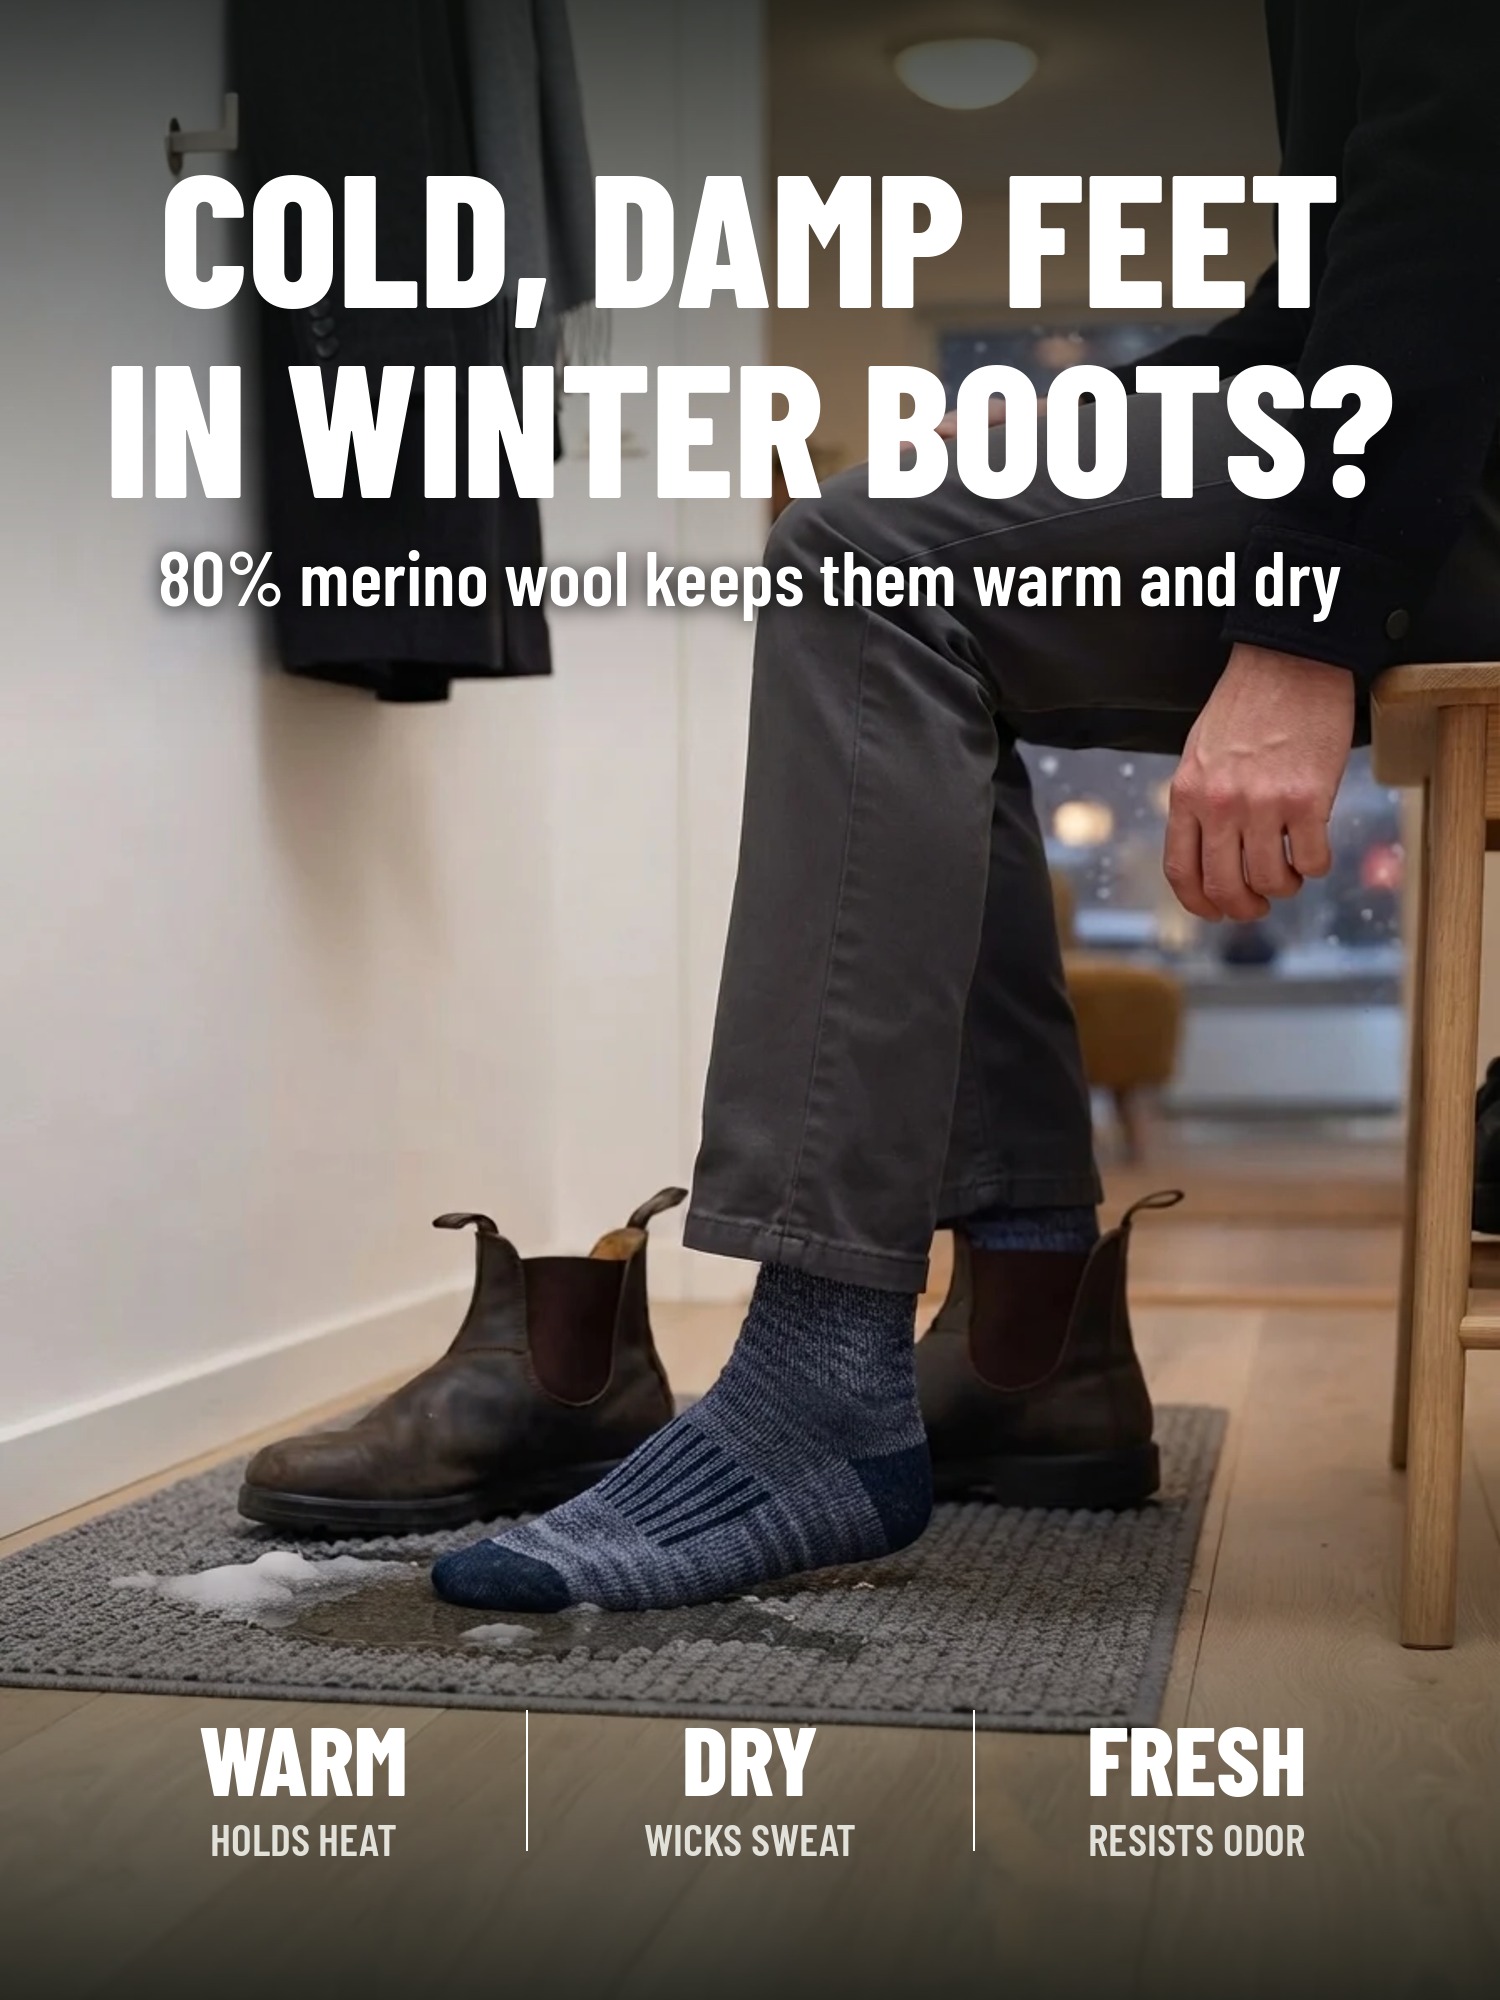 COLD, DAMP FEET
IN WINTER BOOTS?
80% merino wool keeps them warm and dry
WARM
HOLDS HEAT
DRY
WICKS SWEAT
FRESH
RESISTS ODOR